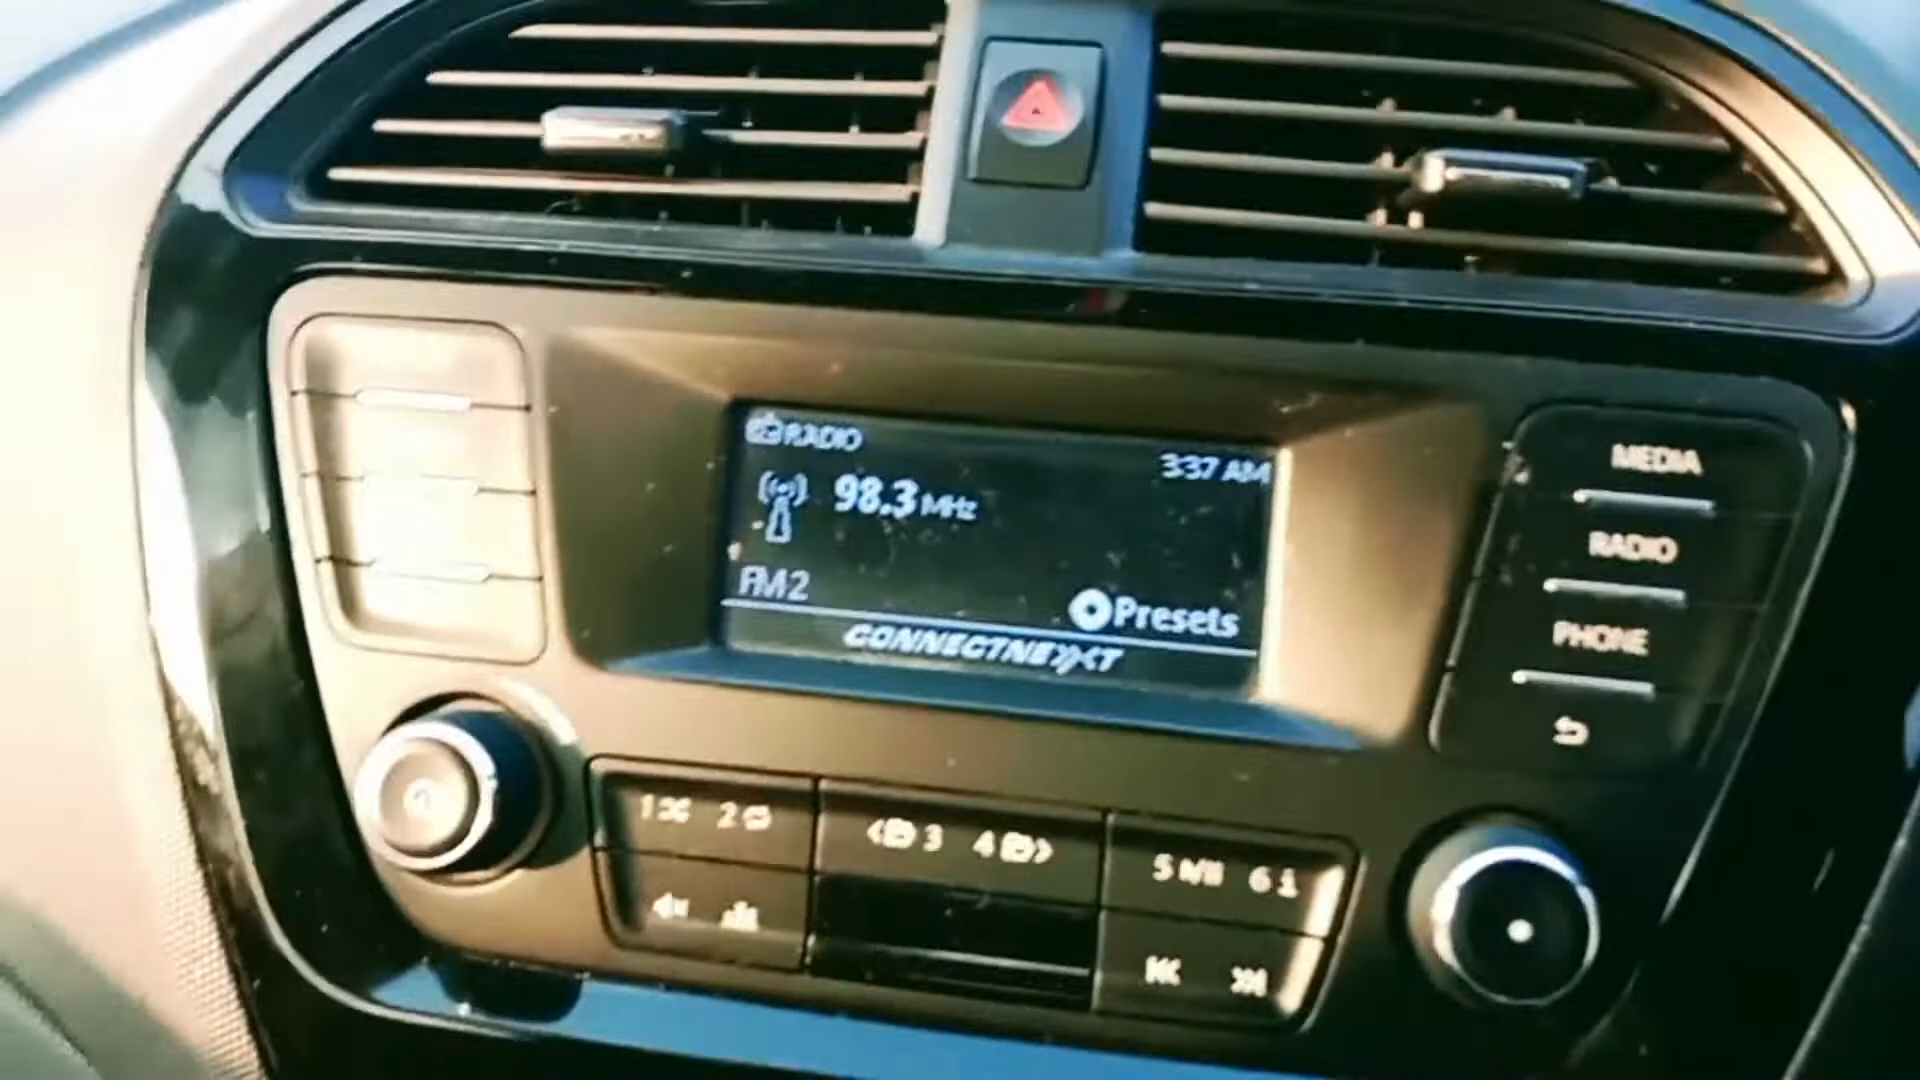 RADIO
3:37 AM
98.3 MHz
FM2
Presets
CONNECTNEXT
MEDIA
RADIO
PHONE
1 2
3 4
5 6 i